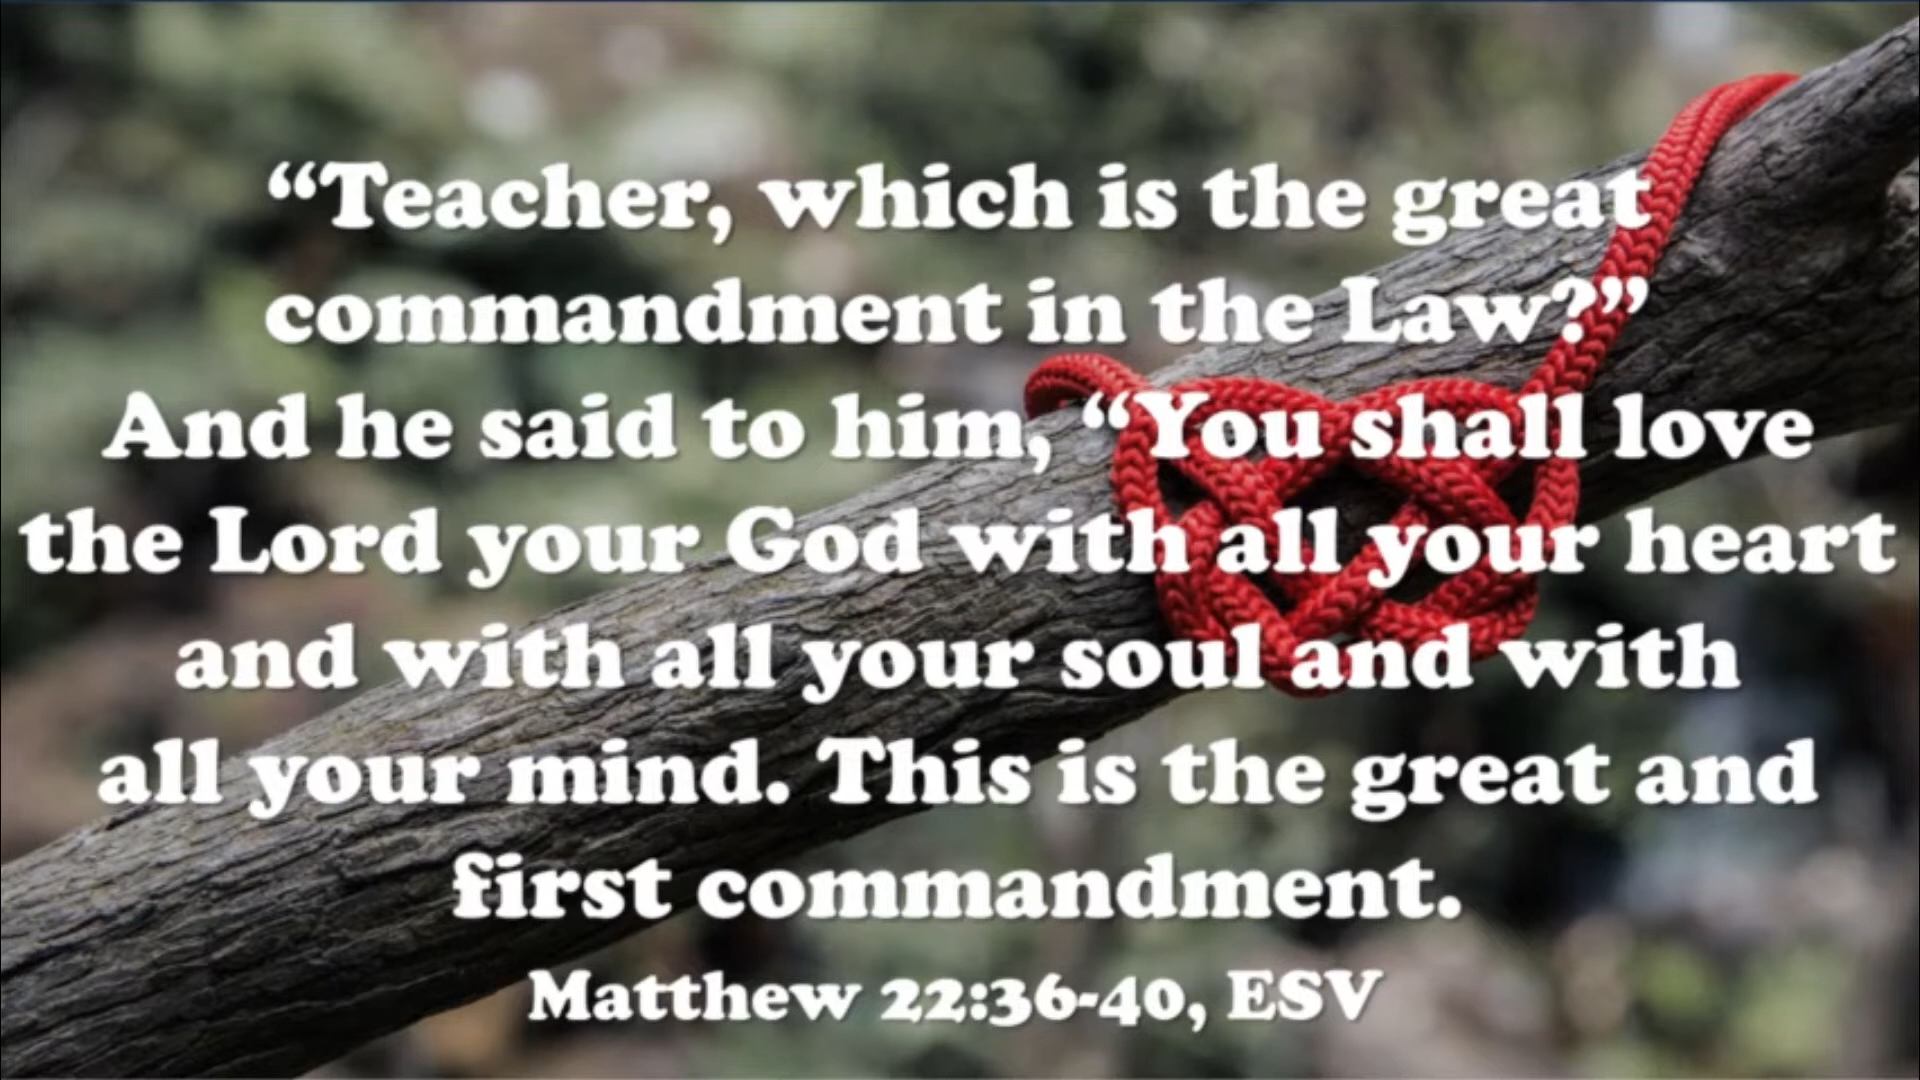 “Teacher, which is the great
commandment in the Law?”
And he said to him, “You shall love
the Lord your God with all your heart
and with all your soul and with
all your mind. This is the great and
first commandment.
Matthew 22:36-40, ESV